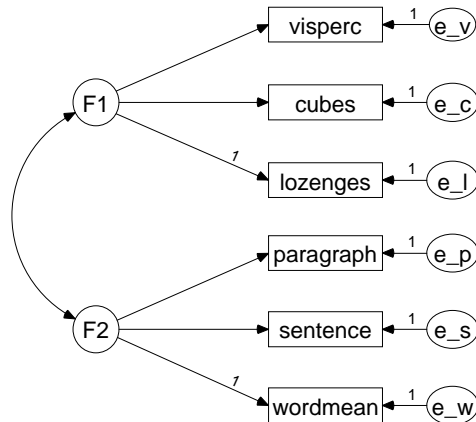 visperc
1
e_v
F1
cubes
1
e_c
1
lozenges
1
e_l
paragraph
1
e_p
F2
sentence
1
e_s
1
wordmean
1
e_w